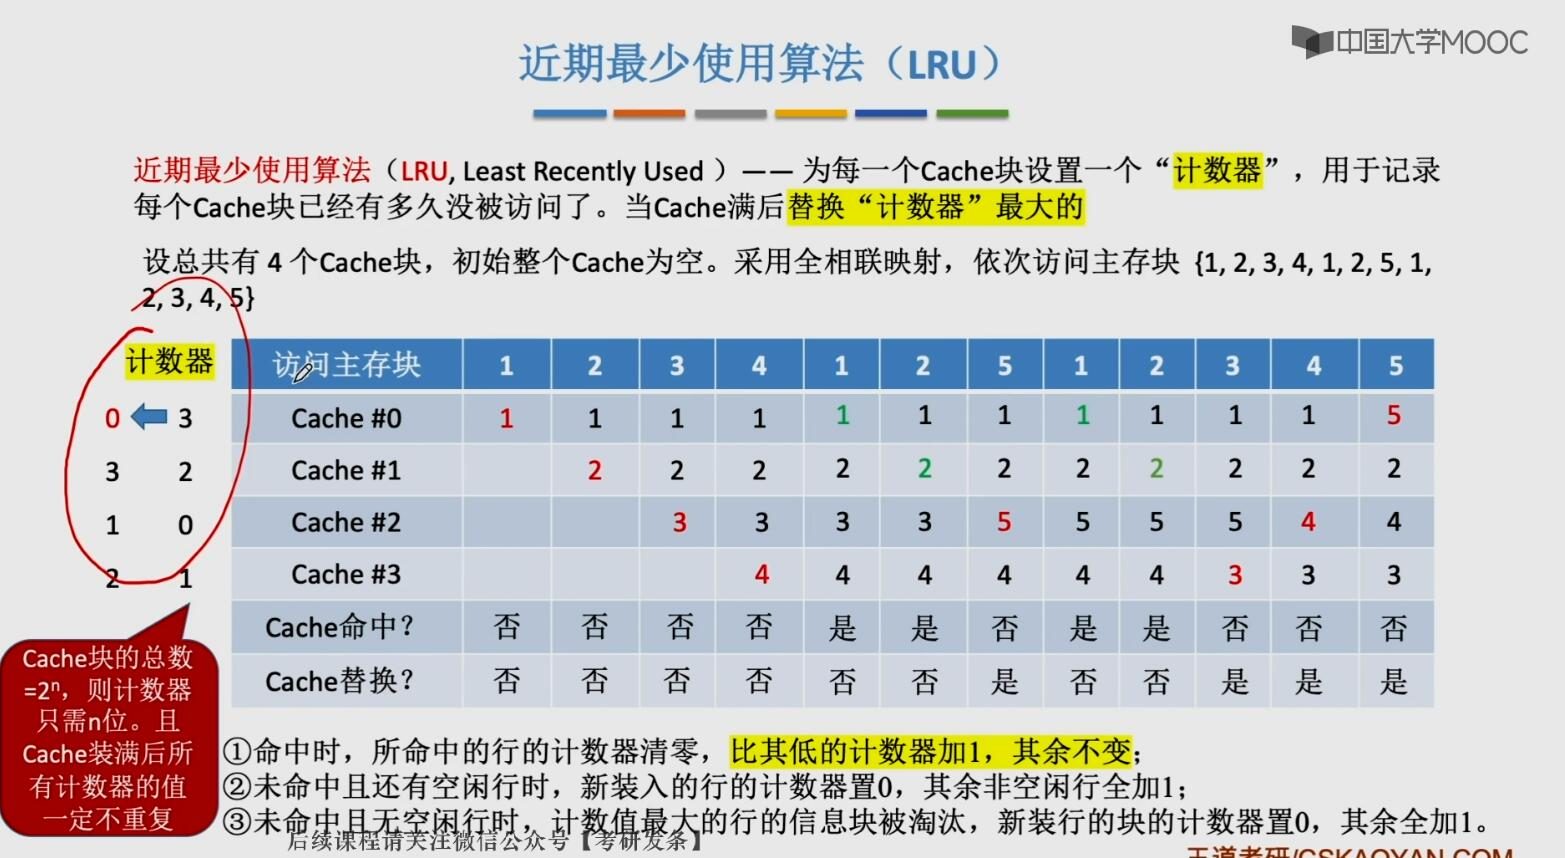 中国大学MOOC
近期最少使用算法（LRU）
近期最少使用算法（LRU, Least Recently Used ）—— 为每一个Cache块设置一个“计数器”，用于记录
每个Cache块已经有多久没被访问了。当Cache满后替换“计数器”最大的
设总共有 4 个Cache块，初始整个Cache为空。采用全相联映射，依次访问主存块 {1, 2, 3, 4, 1, 2, 5, 1,
2, 3, 4, 5}
计数器 访问主存块 1 2 3 4 1 2 5 1 2 3 4 5
0 3 Cache #0 1 1 1 1 1 1 1 1 1 1 1 5
3 2 Cache #1 2 2 2 2 2 2 2 2 2 2 2
1 0 Cache #2 3 3 3 3 5 5 5 5 4 4
2 1 Cache #3 4 4 4 4 4 4 3 3 3
Cache命中？ 否 否 否 否 是 是 否 是 是 否 否 否
Cache替换？ 否 否 否 否 否 否 是 否 否 是 是 是
Cache块的总数
=2ⁿ，则计数器
只需n位。且
Cache装满后所
有计数器的值
一定不重复
①命中时，所命中的行的计数器清零，比其低的计数器加1，其余不变；
②未命中且还有空闲行时，新装入的行的计数器置0，其余非空闲行全加1；
③未命中且无空闲行时，计数值最大的行的信息块被淘汰，新装行的块的计数器置0，其余全加1。
后续课程请关注微信公众号【考研发条】
王道考研/CSKAOYAN.COM